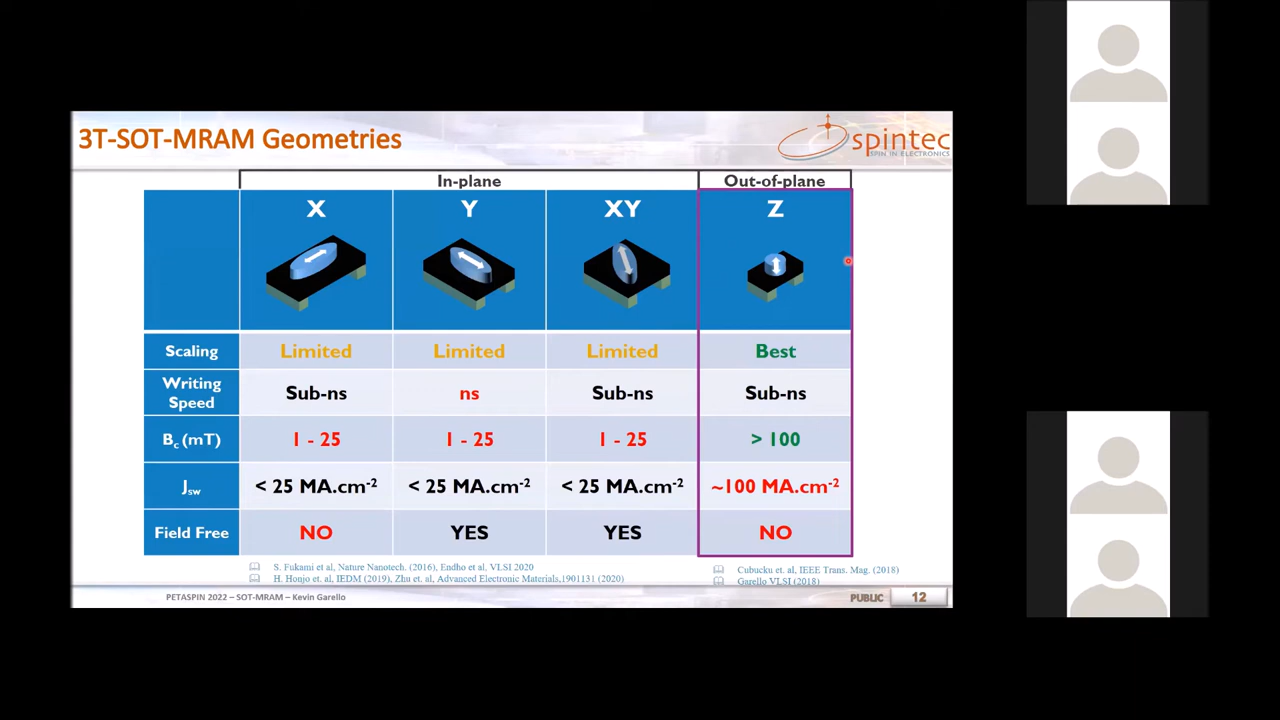 3T-SOT-MRAM Geometries
spintec
SPIN IN ELECTRONICS
In-plane Out-of-plane
X Y XY Z
Scaling Limited Limited Limited Best
Writing Speed Sub-ns ns Sub-ns Sub-ns
Bc (mT) 1 - 25 1 - 25 1 - 25 > 100
Jsw < 25 MA.cm-2 < 25 MA.cm-2 < 25 MA.cm-2 ~100 MA.cm-2
Field Free NO YES YES NO
S. Fukami et al, Nature Nanotech. (2016), Endho et al, VLSI 2020
H. Honjo et. al, IEDM (2019), Zhu et. al, Advanced Electronic Materials,1901131 (2020)
Cubucku et. al, IEEE Trans. Mag. (2018)
Garello VLSI (2018)
PETASPIN 2022 – SOT-MRAM – Kevin Garello PUBLIC 12